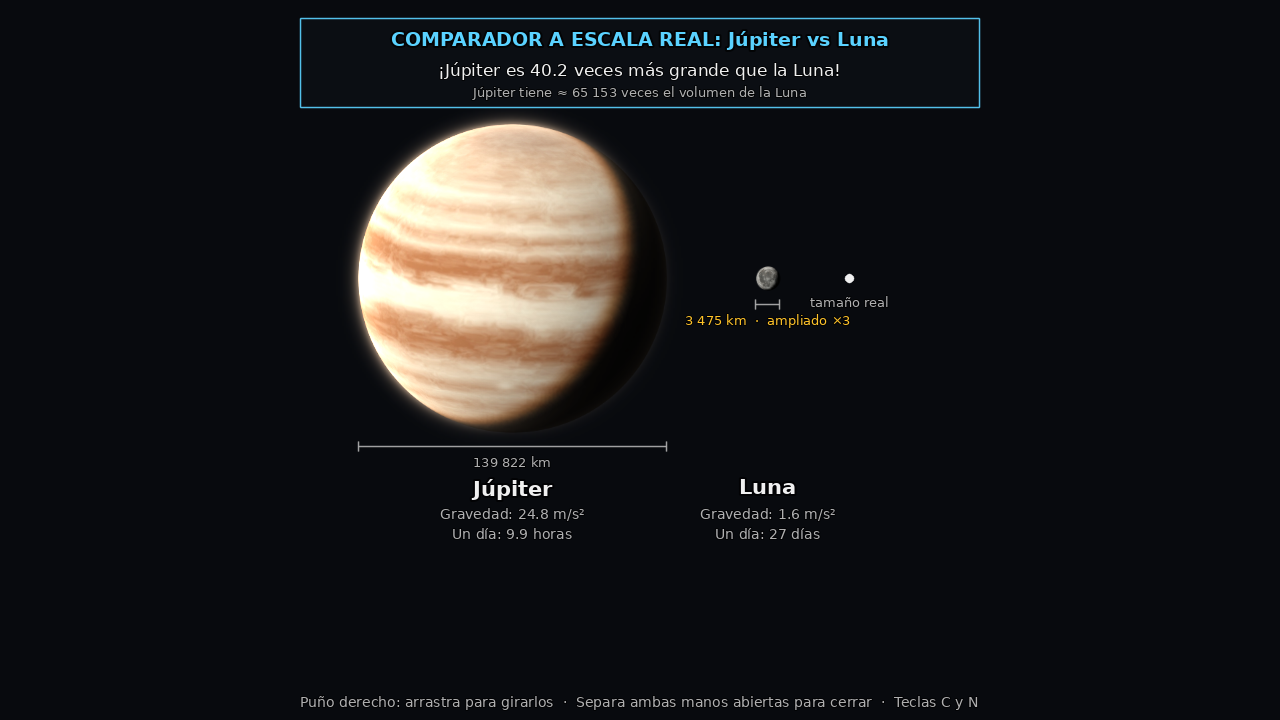 COMPARADOR A ESCALA REAL: Júpiter vs Luna
¡Júpiter es 40.2 veces más grande que la Luna!
Júpiter tiene ≈ 65 153 veces el volumen de la Luna
tamaño real
3 475 km · ampliado ×3
139 822 km
Júpiter
Gravedad: 24.8 m/s²
Un día: 9.9 horas
Luna
Gravedad: 1.6 m/s²
Un día: 27 días
Puño derecho: arrastra para girarlos · Separa ambas manos abiertas para cerrar · Teclas C y N